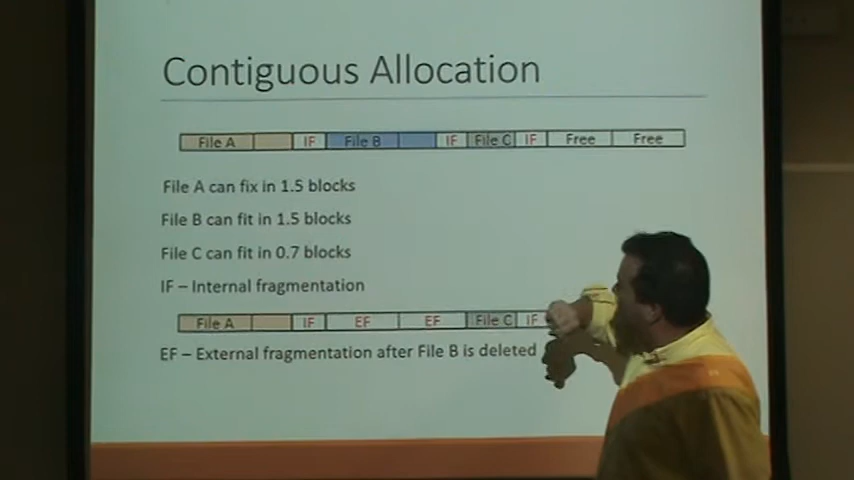 Contiguous Allocation
File A IF File B IF File C IF Free Free
File A can fix in 1.5 blocks
File B can fit in 1.5 blocks
File C can fit in 0.7 blocks
IF – Internal fragmentation
File A IF EF EF File C IF
EF – External fragmentation after File B is deleted